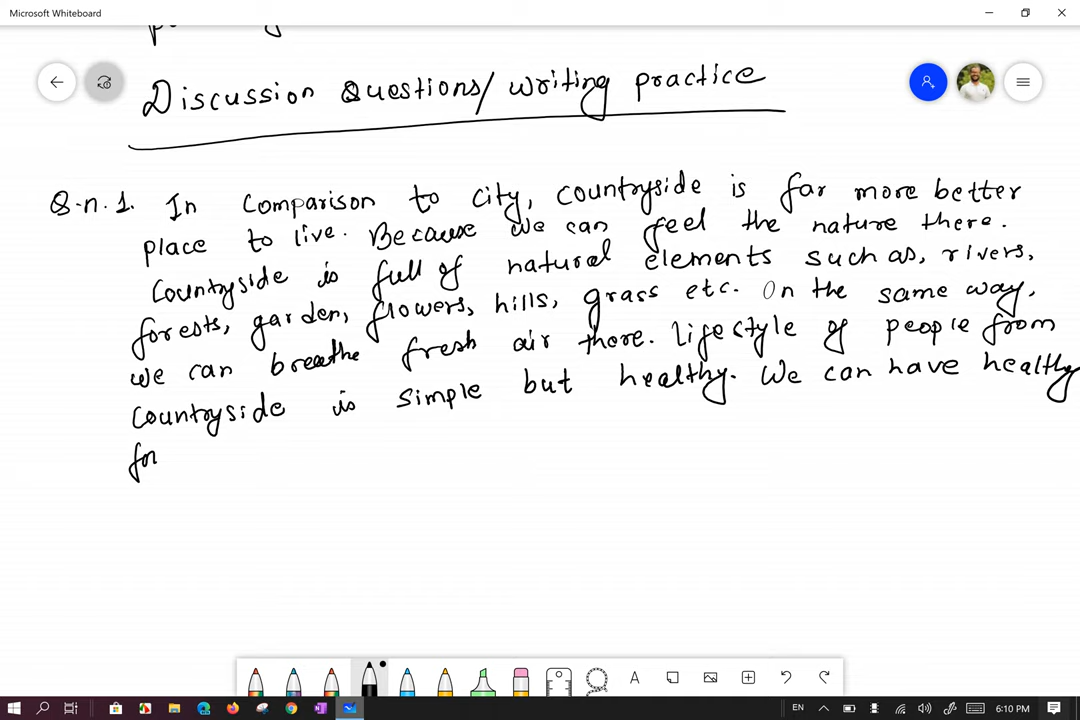 Microsoft Whiteboard
Discussion Questions/ writing practice
Q.n.1. In comparison to city, countryside is far more better
place to live. Because we can feel the nature there.
Countryside is full of natural elements such as, rivers,
forests, garden, flowers, hills, grass etc. On the same way,
we can breathe fresh air there. Lifestyle of people from
countryside is simple but healthy. We can have healthy
A
EN
6:10 PM